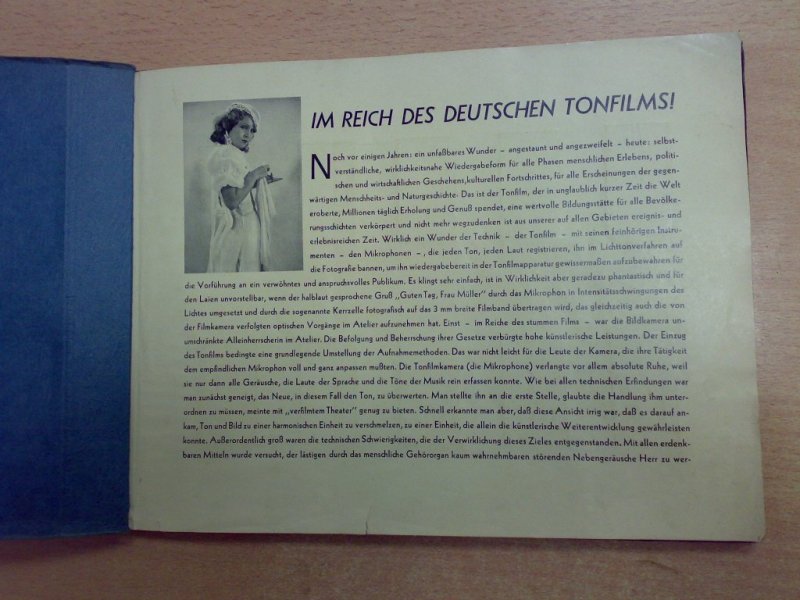 IM REICH DES DEUTSCHEN TONFILMS!
Noch vor einigen Jahren: ein unfaßbares Wunder – angestaunt und angezweifelt – heute: selbst-
verständliche, wirklichkeitsnahe Wiedergabeform für alle Phasen menschlichen Erlebens, politi-
schen und wirtschaftlichen Geschehens, kulturellen Fortschrittes, für alle Erscheinungen der gegen-
wärtigen Menschheits- und Naturgeschichte: Das ist der Tonfilm, der in unglaublich kurzer Zeit die Welt
eroberte, Millionen täglich Erholung und Genuß spendet, eine wertvolle Bildungsstätte für alle Bevölke-
rungsschichten verkörpert und nicht mehr wegzudenken ist aus unserer auf allen Gebieten ereignis- und
erlebnisreichen Zeit. Wirklich ein Wunder der Technik – der Tonfilm – mit seinen feinhörigen Instru-
menten – den Mikrophonen –, die jeden Ton, jeden Laut registrieren, ihn im Lichttonverfahren auf
die Fotografie bannen, um ihn wiedergabebereit in der Tonfilmapparatur gewissermaßen aufzubewahren für
die Vorführung an ein verwöhntes und anspruchsvolles Publikum. Es klingt sehr einfach, ist in Wirklichkeit aber geradezu phantastisch und für
den Laien unvorstellbar, wenn der halblaut gesprochene Gruß „Guten Tag, Frau Müller" durch das Mikrophon in Intensitätsschwingungen des
Lichtes umgesetzt und durch die sogenannte Kerrzelle fotografisch auf das 3 mm breite Filmband übertragen wird, das gleichzeitig auch die von
der Filmkamera verfolgten optischen Vorgänge im Atelier aufzunehmen hat. Einst – im Reiche des stummen Films – war die Bildkamera un-
umschränkte Alleinherrscherin im Atelier. Die Befolgung und Beherrschung ihrer Gesetze verbürgte hohe künstlerische Leistungen. Der Einzug
des Tonfilms bedingte eine grundlegende Umstellung der Aufnahmemethoden. Das war nicht leicht für die Leute der Kamera, die ihre Tätigkeit
dem empfindlichen Mikrophon voll und ganz anpassen mußten. Die Tonfilmkamera (die Mikrophone) verlangte vor allem absolute Ruhe, weil
sie nur dann alle Geräusche, die Laute der Sprache und die Töne der Musik rein erfassen konnte. Wie bei allen technischen Erfindungen war
man zunächst geneigt, das Neue, in diesem Fall den Ton, zu überwerten. Man stellte ihn an die erste Stelle, glaubte die Handlung ihm unter-
ordnen zu müssen, meinte mit „verfilmtem Theater" genug zu bieten. Schnell erkannte man aber, daß diese Ansicht irrig war, daß es darauf an-
kam, Ton und Bild zu einer harmonischen Einheit zu verschmelzen, zu einer Einheit, die allein die künstlerische Weiterentwicklung gewährleisten
konnte. Außerordentlich groß waren die technischen Schwierigkeiten, die der Verwirklichung dieses Zieles entgegenstanden. Mit allen erdenk-
baren Mitteln wurde versucht, der lästigen durch das menschliche Gehörorgan kaum wahrnehmbaren störenden Nebengeräusche Herr zu wer-